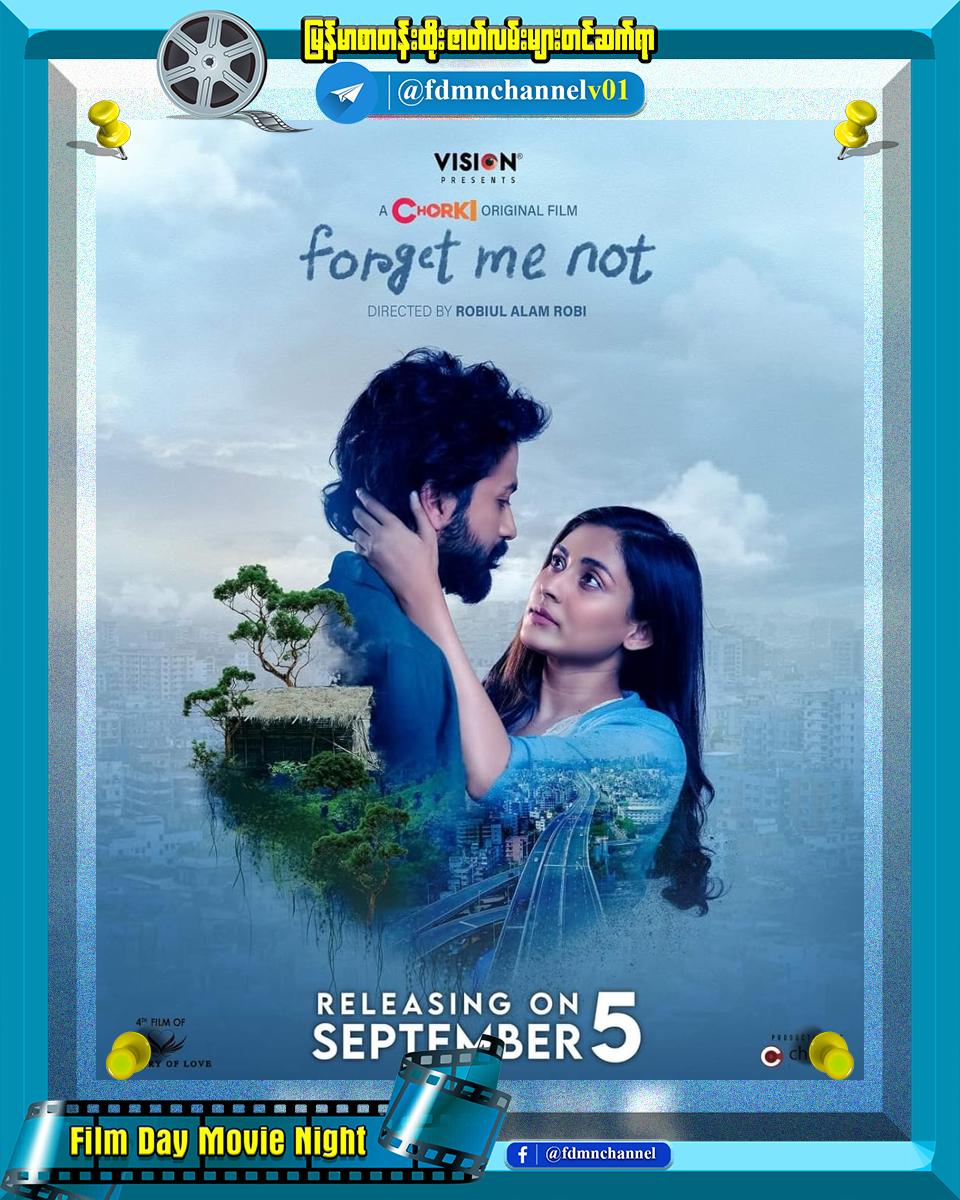 မြန်မာစာတန်းထိုးဇာတ်လမ်းများတင်ဆက်ရာ
@fdmnchannelv01
VISION®
PRESENTS
A CHORKI ORIGINAL FILM
forget me not
DIRECTED BY ROBIUL ALAM ROBI
RELEASING ON
SEPTEMBER 5
4TH FILM OF
OF LOVE
Film Day Movie Night
@fdmnchannel